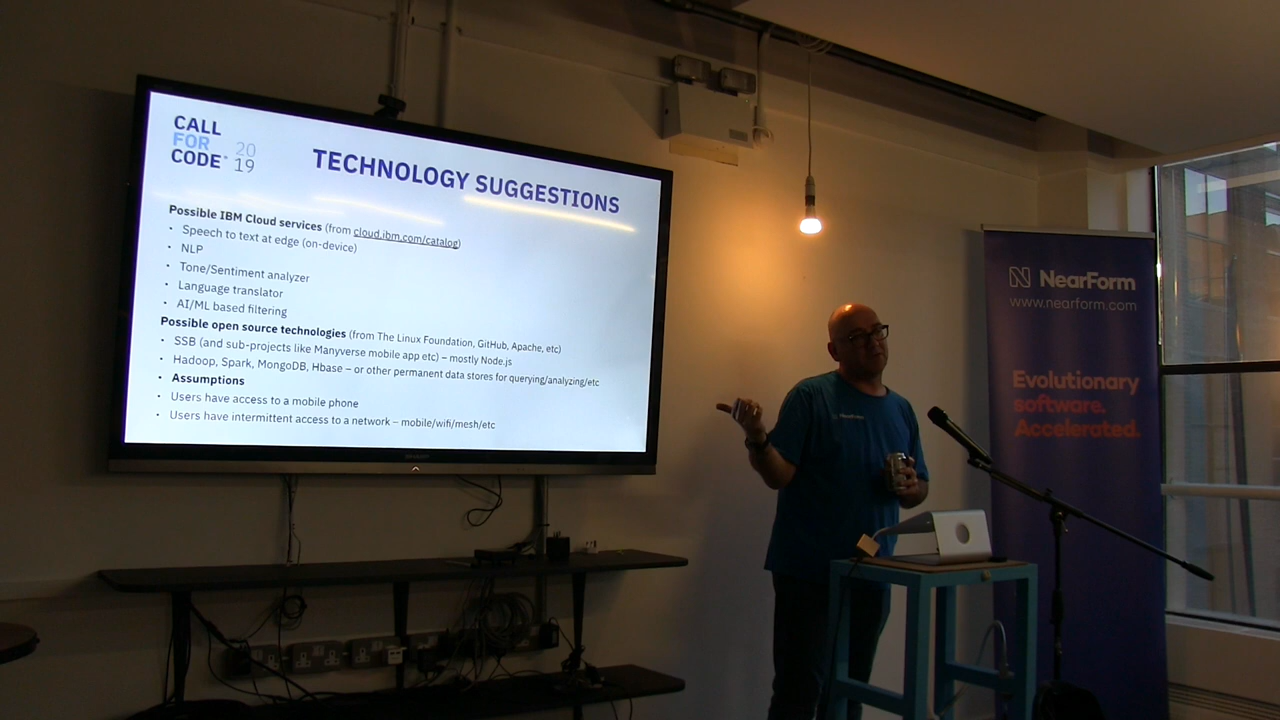 CALL
FOR 20
CODE 19
TECHNOLOGY SUGGESTIONS
Possible IBM Cloud services (from cloud.ibm.com/catalog)
• Speech to text at edge (on-device)
• NLP
• Tone/Sentiment analyzer
• Language translator
• AI/ML based filtering
Possible open source technologies (from The Linux Foundation, GitHub, Apache, etc)
• SSB (and sub-projects like Manyverse mobile app etc) – mostly Node.js
• Hadoop, Spark, MongoDB, Hbase – or other permanent data stores for querying/analyzing/etc
• Assumptions
• Users have access to a mobile phone
• Users have intermittent access to a network – mobile/wifi/mesh/etc
NearForm
NearForm
www.nearform.com
Evolutionary
software.
Accelerated.